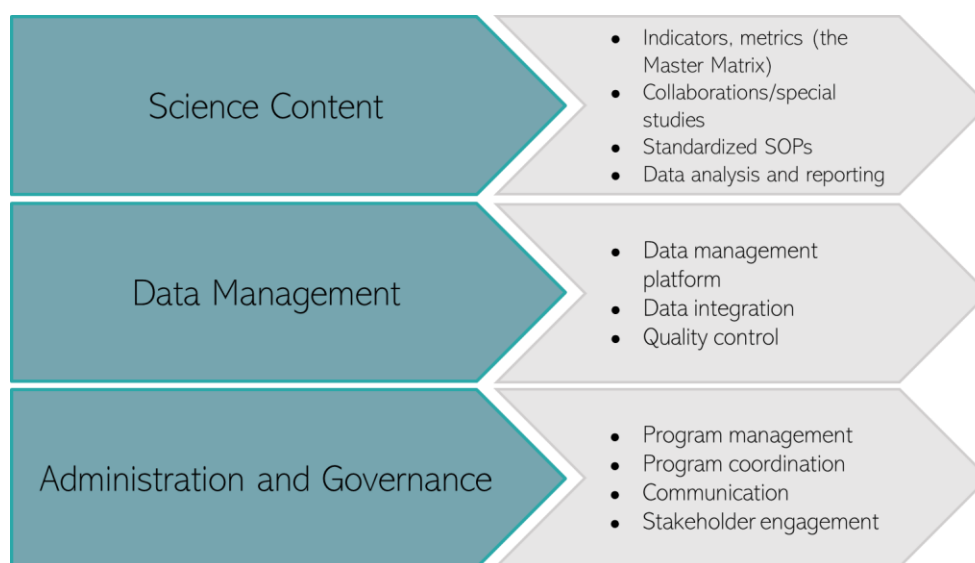 Science Content
● Indicators, metrics (the
Master Matrix)
● Collaborations/special
studies
● Standardized SOPs
● Data analysis and reporting
Data Management
● Data management
platform
● Data integration
● Quality control
Administration and Governance
● Program management
● Program coordination
● Communication
● Stakeholder engagement